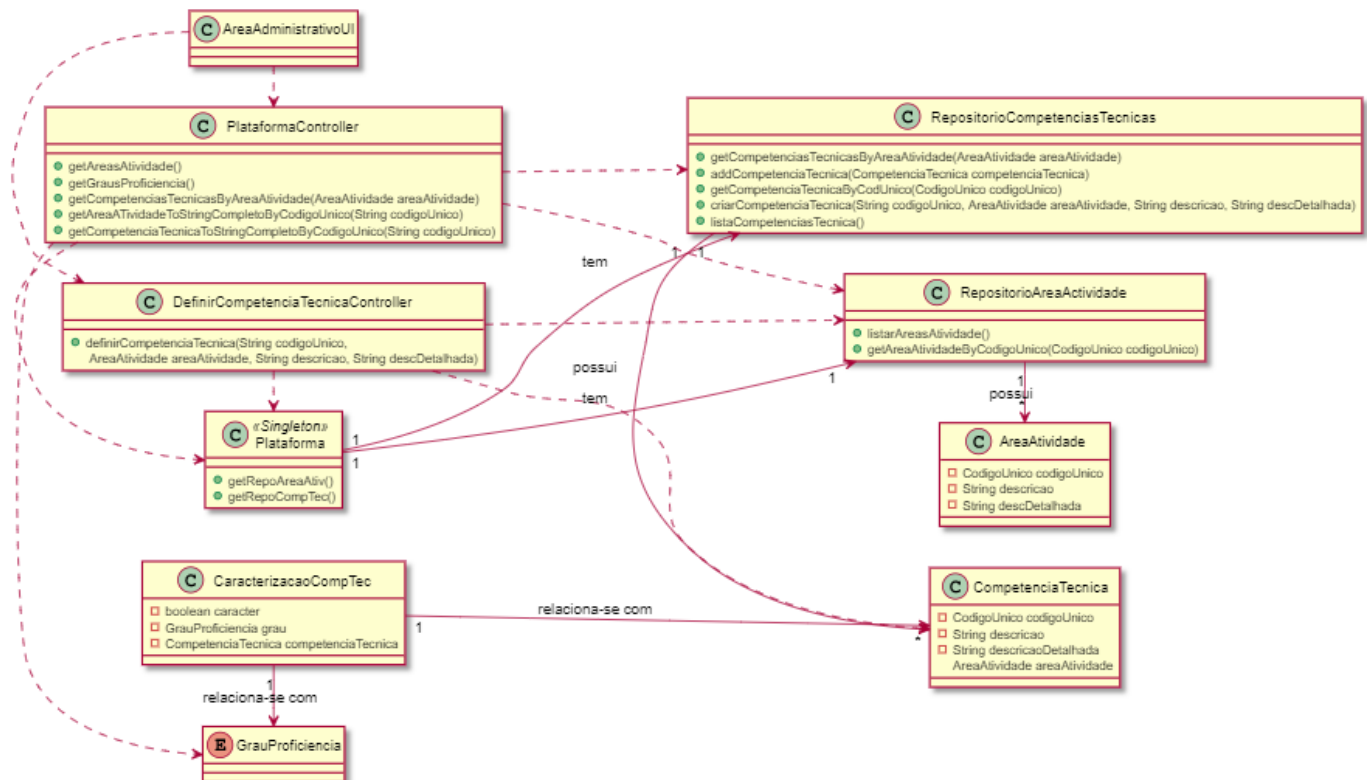 C AreaAdministrativoUI
C PlataformaController
getAreasAtividade()
getGrausProficiencia()
getCompetenciasTecnicasByAreaAtividade(AreaAtividade areaAtividade)
getAreaATividadeToStringCompletoByCodigoUnico(String codigoUnico)
getCompetenciaTecnicaToStringCompletoByCodigoUnico(String codigoUnico)
C RepositorioCompetenciasTecnicas
getCompetenciasTecnicasByAreaAtividade(AreaAtividade areaAtividade)
addCompetenciaTecnica(CompetenciaTecnica competenciaTecnica)
getCompetenciaTecnicaByCodUnico(CodigoUnico codigoUnico)
criarCompetenciaTecnica(String codigoUnico, AreaAtividade areaAtividade, String descricao, String descDetalhada)
listaCompetenciasTecnica()
1
1
tem
C DefinirCompetenciaTecnicaController
definirCompetenciaTecnica(String codigoUnico,
AreaAtividade areaAtividade, String descricao, String descDetalhada)
C RepositorioAreaActividade
listarAreasAtividade()
getAreaAtividadeByCodigoUnico(CodigoUnico codigoUnico)
possui
1
1
tem
possui
*
C «Singleton»
Plataforma
getRepoAreaAtiv()
getRepoCompTec()
1
1
C AreaAtividade
CodigoUnico codigoUnico
String descricao
String descDetalhada
C CaracterizacaoCompTec
boolean caracter
GrauProficiencia grau
CompetenciaTecnica competenciaTecnica
relaciona-se com
1
*
C CompetenciaTecnica
CodigoUnico codigoUnico
String descricao
String descricaoDetalhada
AreaAtividade areaAtividade
1
relaciona-se com
E GrauProficiencia